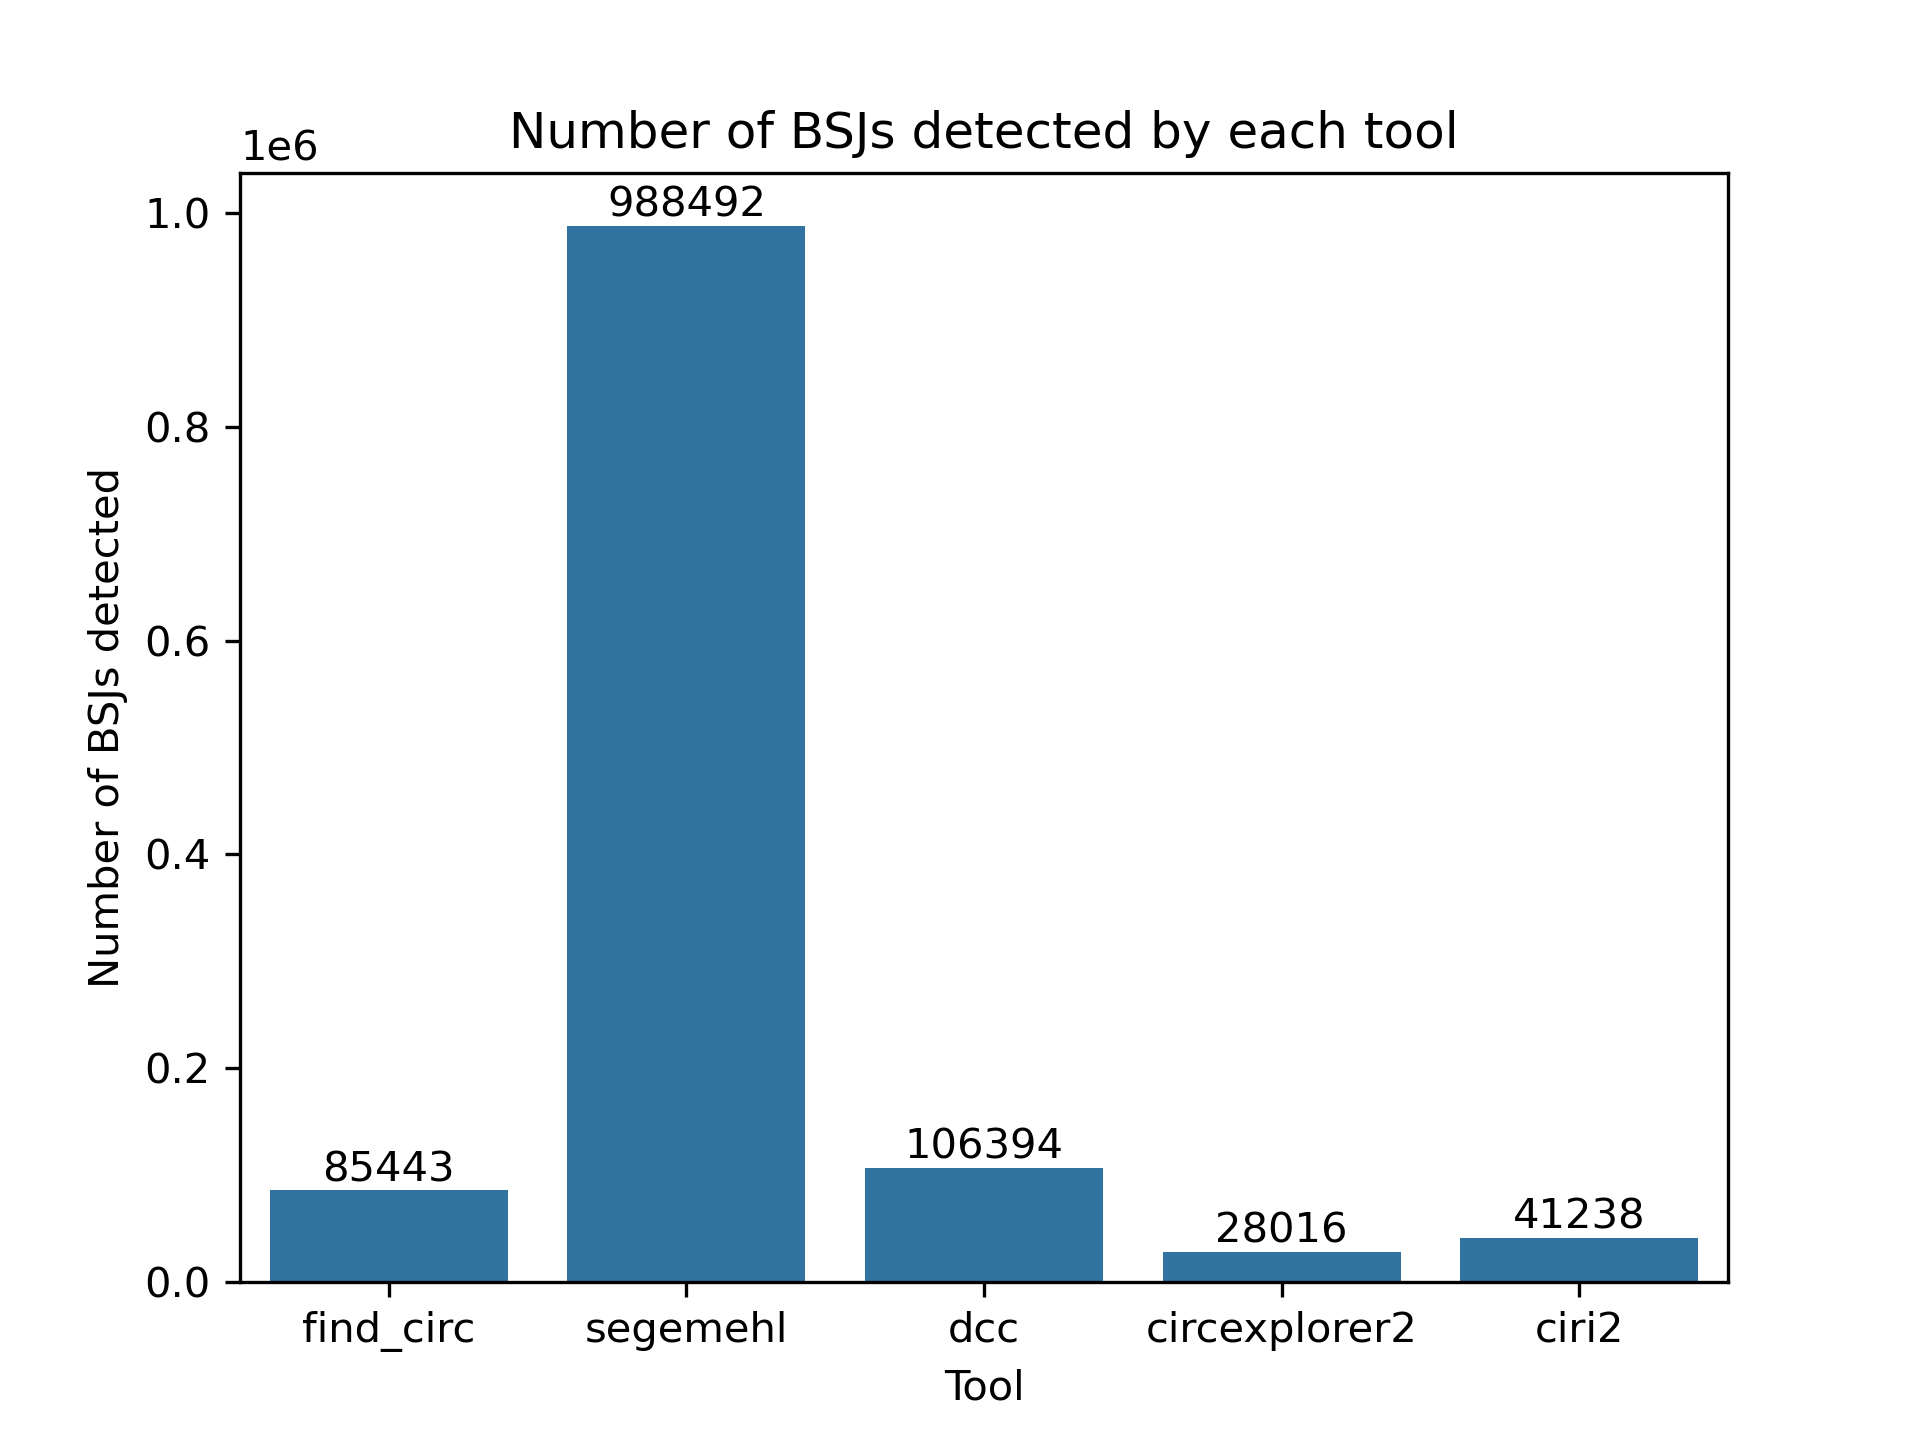 Number of BSJs detected by each tool
1e6
1.0
0.8
0.6
0.4
0.2
0.0
Number of BSJs detected
85443
988492
106394
28016
41238
find_circ
segemehl
dcc
circexplorer2
ciri2
Tool